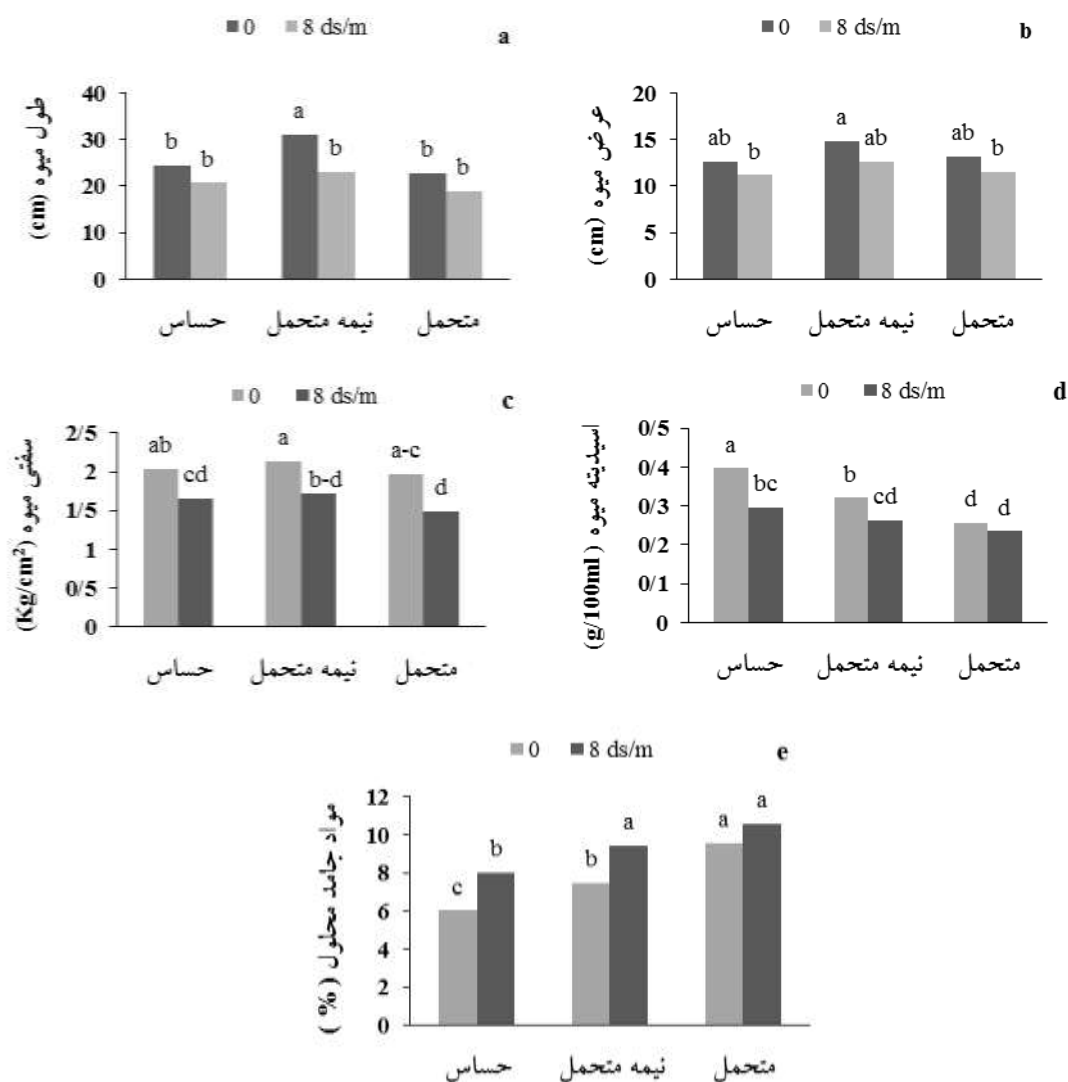 0 8 ds/m
a
طول میوه (cm)
40
30
20
10
0
b b a b b b
حساس نیمه متحمل متحمل
0 8 ds/m
b
عرض میوه (cm)
20
15
10
5
0
ab b a ab ab b
حساس نیمه متحمل متحمل
0 8 ds/m
c
سفتی میوه (Kg/cm²)
2/5
2
1/5
1
0/5
0
ab cd a b-d a-c d
حساس نیمه متحمل متحمل
0 8 ds/m
d
اسیدیته میوه (g/100ml)
0/5
0/4
0/3
0/2
0/1
0
a bc b cd d d
حساس نیمه متحمل متحمل
0 8 ds/m
e
مواد جامد محلول (%)
12
10
8
6
4
2
0
c b b a a a
حساس نیمه متحمل متحمل